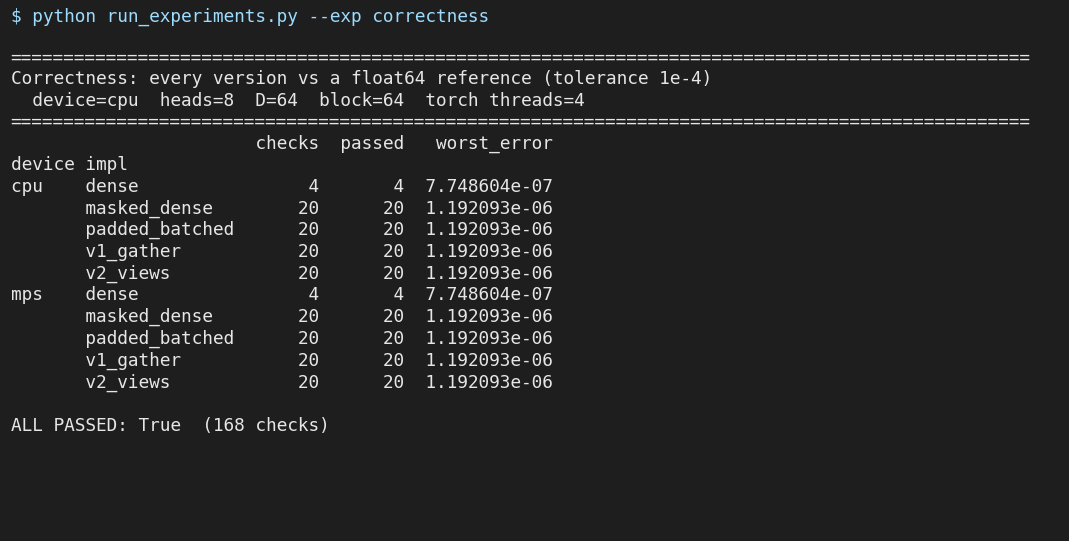 $ python run_experiments.py --exp correctness
================================================================================================
Correctness: every version vs a float64 reference (tolerance 1e-4)
  device=cpu  heads=8  D=64  block=64  torch threads=4
================================================================================================
                       checks  passed   worst_error
device impl
cpu    dense                4       4  7.748604e-07
       masked_dense        20      20  1.192093e-06
       padded_batched      20      20  1.192093e-06
       v1_gather           20      20  1.192093e-06
       v2_views            20      20  1.192093e-06
mps    dense                4       4  7.748604e-07
       masked_dense        20      20  1.192093e-06
       padded_batched      20      20  1.192093e-06
       v1_gather           20      20  1.192093e-06
       v2_views            20      20  1.192093e-06
ALL PASSED: True  (168 checks)